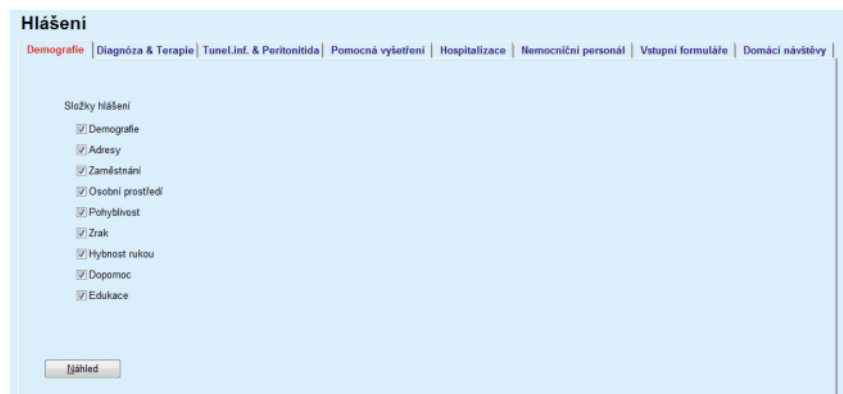 Hlášení
Demografie Diagnóza & Terapie Tunel.inf. & Peritonitida Pomocná vyšetření Hospitalizace Nemocniční personál Vstupní formuláře Domácí návštěvy
Složky hlášení
Demografie
Adresy
Zaměstnání
Osobní prostředí
Pohyblivost
Zrak
Hybnost rukou
Dopomoc
Edukace
Náhled